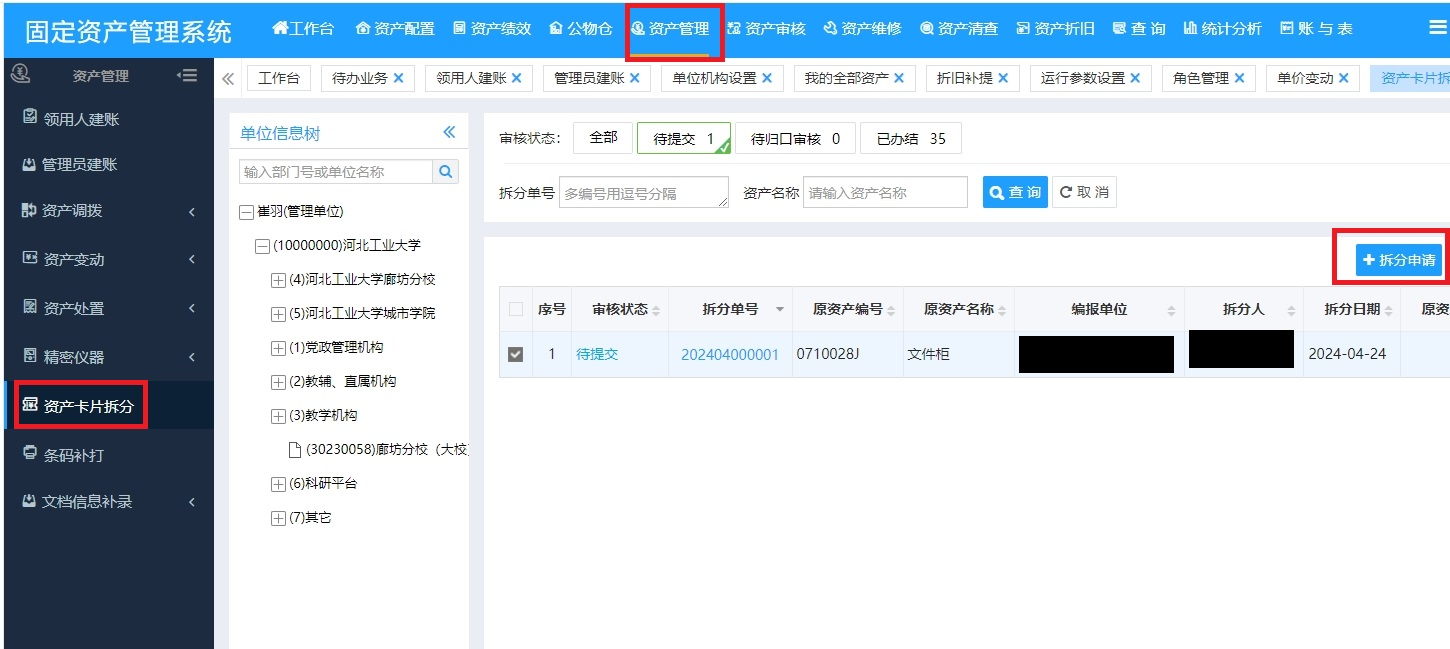 固定资产管理系统
工作台 资产配置 资产绩效 公物仓 资产管理 资产审核 资产维修 资产清查 资产折旧 查 询 统计分析 账 与 表
资产管理
工作台 待办业务 领用人建账 管理员建账 单位机构设置 我的全部资产 折旧补提 运行参数设置 角色管理 单价变动 资产卡片拆
领用人建账
管理员建账
资产调拨
资产变动
资产处置
精密仪器
资产卡片拆分
条码补打
文档信息补录
单位信息树
输入部门号或单位名称
崔羽(管理单位)
(10000000)河北工业大学
(4)河北工业大学廊坊分校
(5)河北工业大学城市学院
(1)党政管理机构
(2)教辅、直属机构
(3)教学机构
(30230058)廊坊分校（大校
(6)科研平台
(7)其它
审核状态： 全部 待提交 1 待归口审核 0 已办结 35
拆分单号 多编号用逗号分隔 资产名称 请输入资产名称 查 询 取 消
拆分申请
序号 审核状态 拆分单号 原资产编号 原资产名称 编报单位 拆分人 拆分日期 原资
1 待提交 202404000001 0710028J 文件柜 2024-04-24